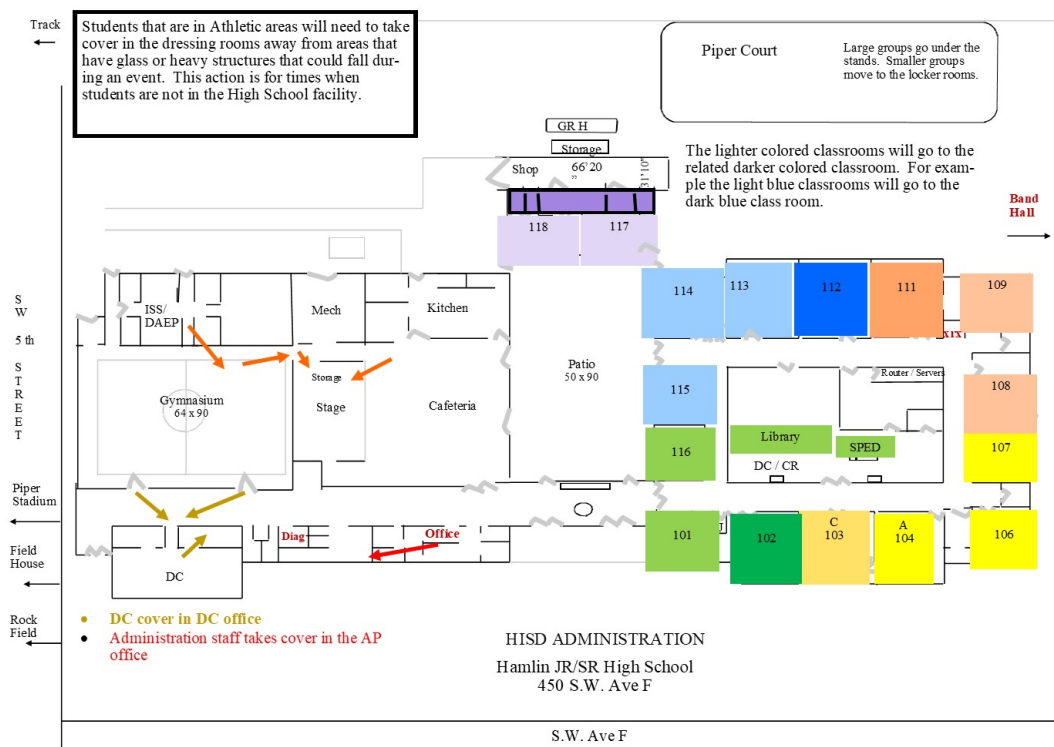 Track
Students that are in Athletic areas will need to take
cover in the dressing rooms away from areas that
have glass or heavy structures that could fall dur-
ing an event.  This action is for times when
students are not in the High School facility.
Piper Court
Large groups go under the
stands.  Smaller groups
move to the locker rooms.
GR H
Storage
66' 20
”
31'10"
Shop
The lighter colored classrooms will go to the
related darker colored classroom.  For exam-
ple the light blue classrooms will go to the
dark blue class room.
Band
Hall
118
117
114
113
112
111
109
S
W
5 th
S
T
R
E
E
T
ISS/
DAEP
Mech
Kitchen
Storage
Stage
Gymnasium
64 x 90
Cafeteria
Patio
50 x 90
Router / Servers
115
108
116
Library
SPED
107
DC / CR
Piper
Stadium
Field
House
Rock
Field
Diag
Office
DC
101
102
C
103
A
104
106
• DC cover in DC office
• Administration staff takes cover in the AP
office
HISD ADMINISTRATION
Hamlin JR/SR High School
450 S.W. Ave F
S.W. Ave F